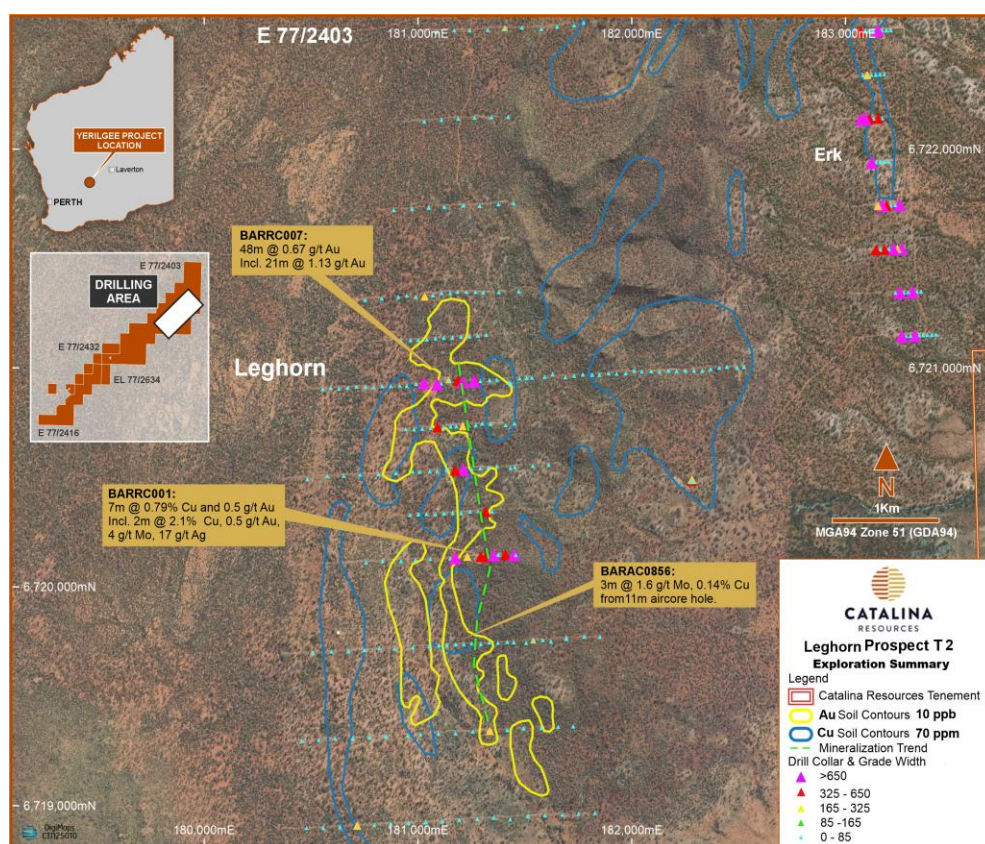 E 77/2403
181,000mE
182,000mE
183,000mE
YERILGEE PROJECT
LOCATION
Laverton
PERTH
6,722,000mN
Erk
BARRC007:
48m @ 0.67 g/t Au
Incl. 21m @ 1.13 g/t Au
E 77/2403
DRILLING
AREA
E 77/2432
EL 77/2634
E 77/2416
Leghorn
6,721,000mN
N
1Km
MGA94 Zone 51 (GDA94)
BARRC001:
7m @ 0.79% Cu and 0.5 g/t Au
Incl. 2m @ 2.1% Cu, 0.5 g/t Au,
4 g/t Mo, 17 g/t Ag
BARAC0856:
3m @ 1.6 g/t Mo, 0.14% Cu
from11m aircore hole.
6,720,000mN
CATALINA
RESOURCES
Leghorn Prospect T 2
Exploration Summary
Legend
Catalina Resources Tenement
Au Soil Contours 10 ppb
Cu Soil Contours 70 ppm
Mineralization Trend
Drill Collar & Grade Width
>650
325 - 650
165 - 325
85 -165
0 - 85
6,719,000mN
DigiMaps
CTN25010
180,000mE
181,000mE
182,000mE